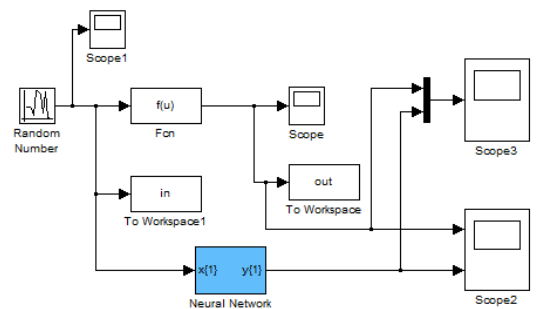 Scope1
Random
Number
f(u)
Fcn
Scope
Scope3
in
To Workspace1
out
To Workspace
x{1} y{1}
Neural Network
Scope2